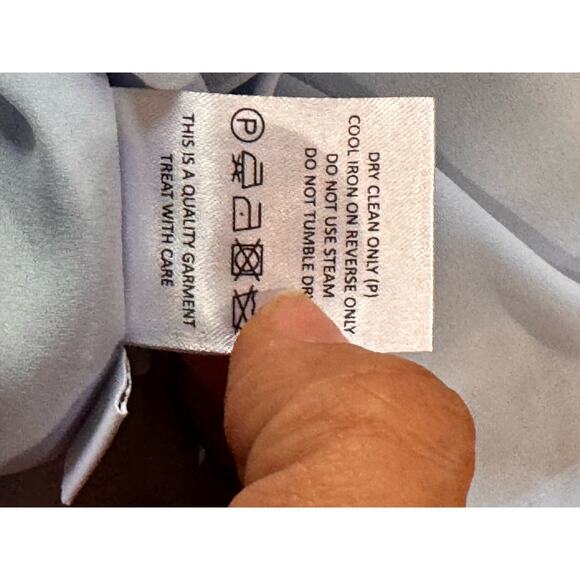 DRY CLEAN ONLY (P)
COOL IRON ON REVERSE ONLY
DO NOT USE STEAM
DO NOT TUMBLE
P
THIS IS A QUALITY GARMENT
TREAT WITH CARE